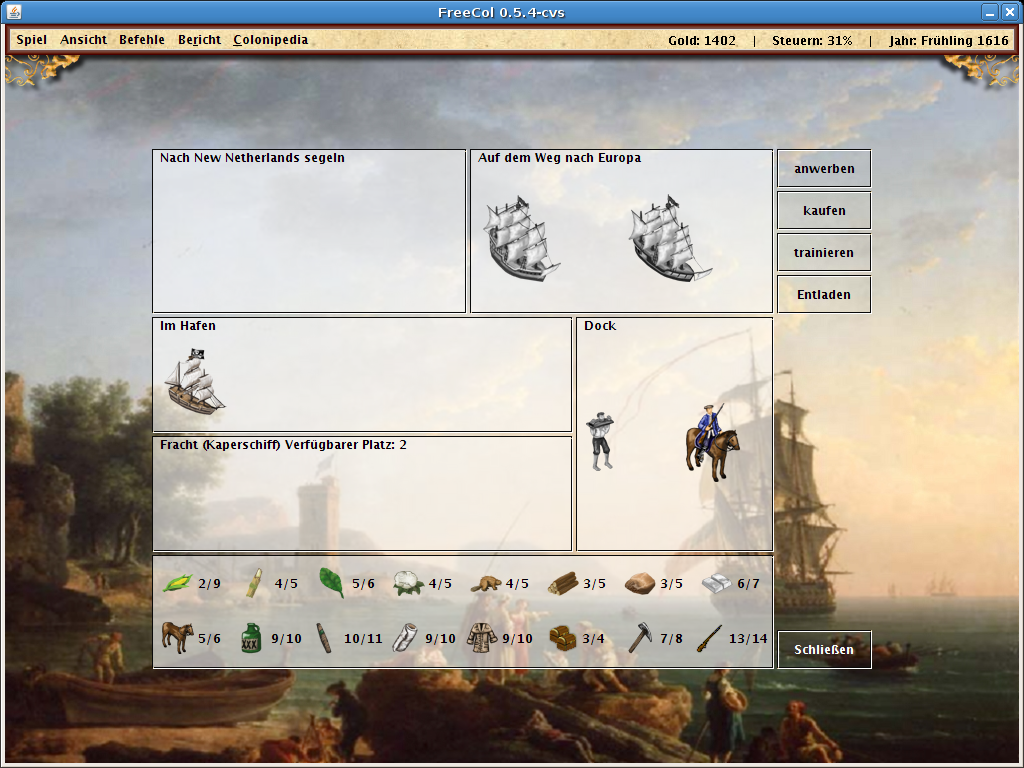 FreeCol 0.5.4-cvs
Spiel Ansicht Befehle Bericht Colonipedia Gold: 1402 | Steuern: 31% | Jahr: Frühling 1616
Nach New Netherlands segeln
Auf dem Weg nach Europa
anwerben
kaufen
trainieren
Entladen
Im Hafen
Dock
Fracht (Kaperschiff) Verfügbarer Platz: 2
2/9 4/5 5/6 4/5 4/5 3/5 3/5 6/7
5/6 9/10 10/11 9/10 9/10 3/4 7/8 13/14
XXX
Schließen